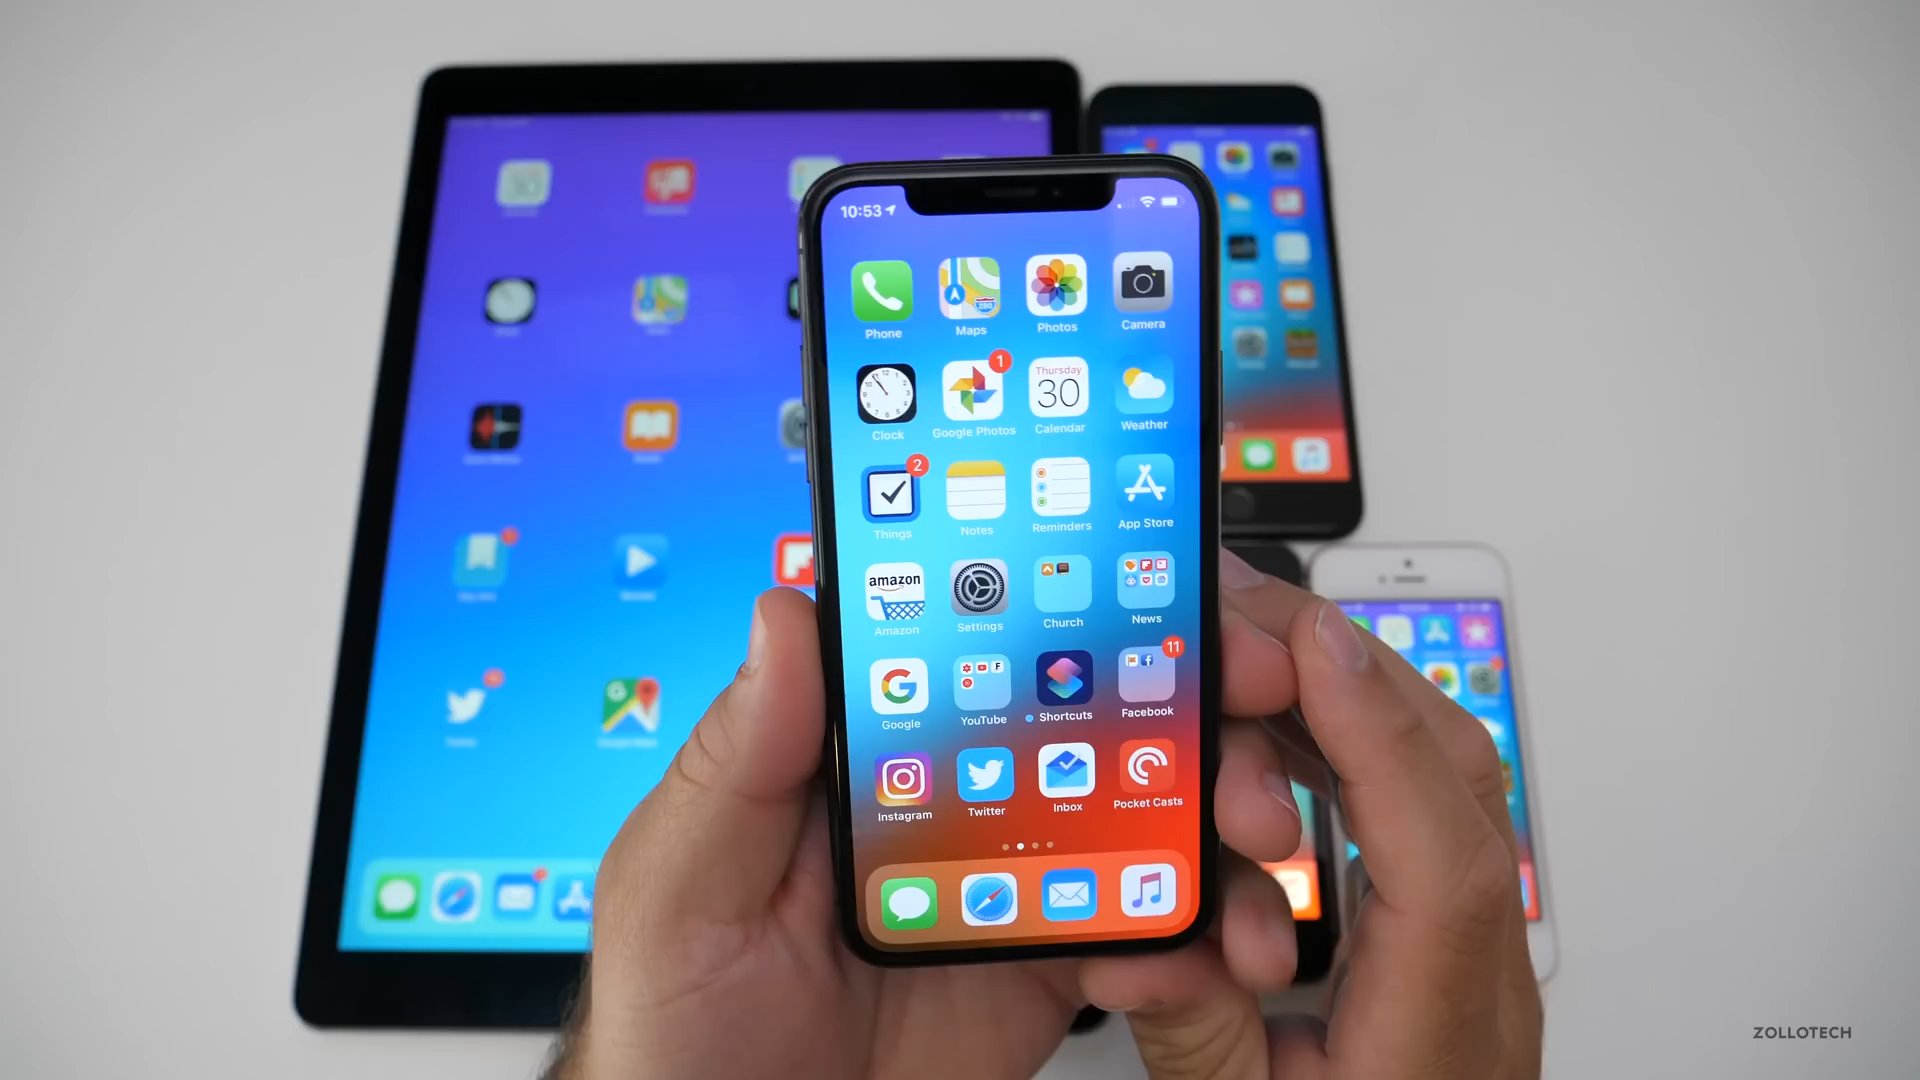 10:53
Phone
Maps
Photos
Camera
Clock
1
Google Photos
Thursday
30
Calendar
Weather
2
Things
Notes
Reminders
App Store
amazon
Amazon
Settings
Church
News
Google
YouTube
Shortcuts
11
Facebook
Instagram
Twitter
Inbox
Pocket Casts
ZOLLOTECH